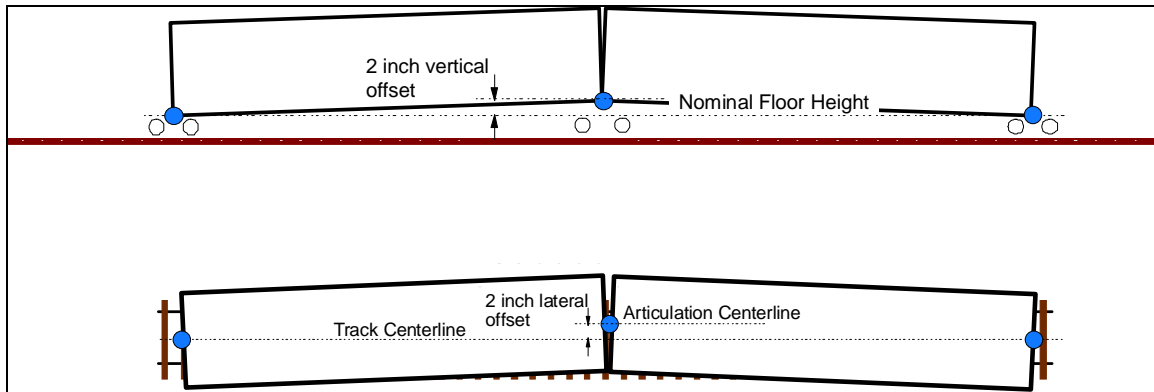 2 inch vertical
offset
Nominal Floor Height
2 inch lateral
offset
Articulation Centerline
Track Centerline